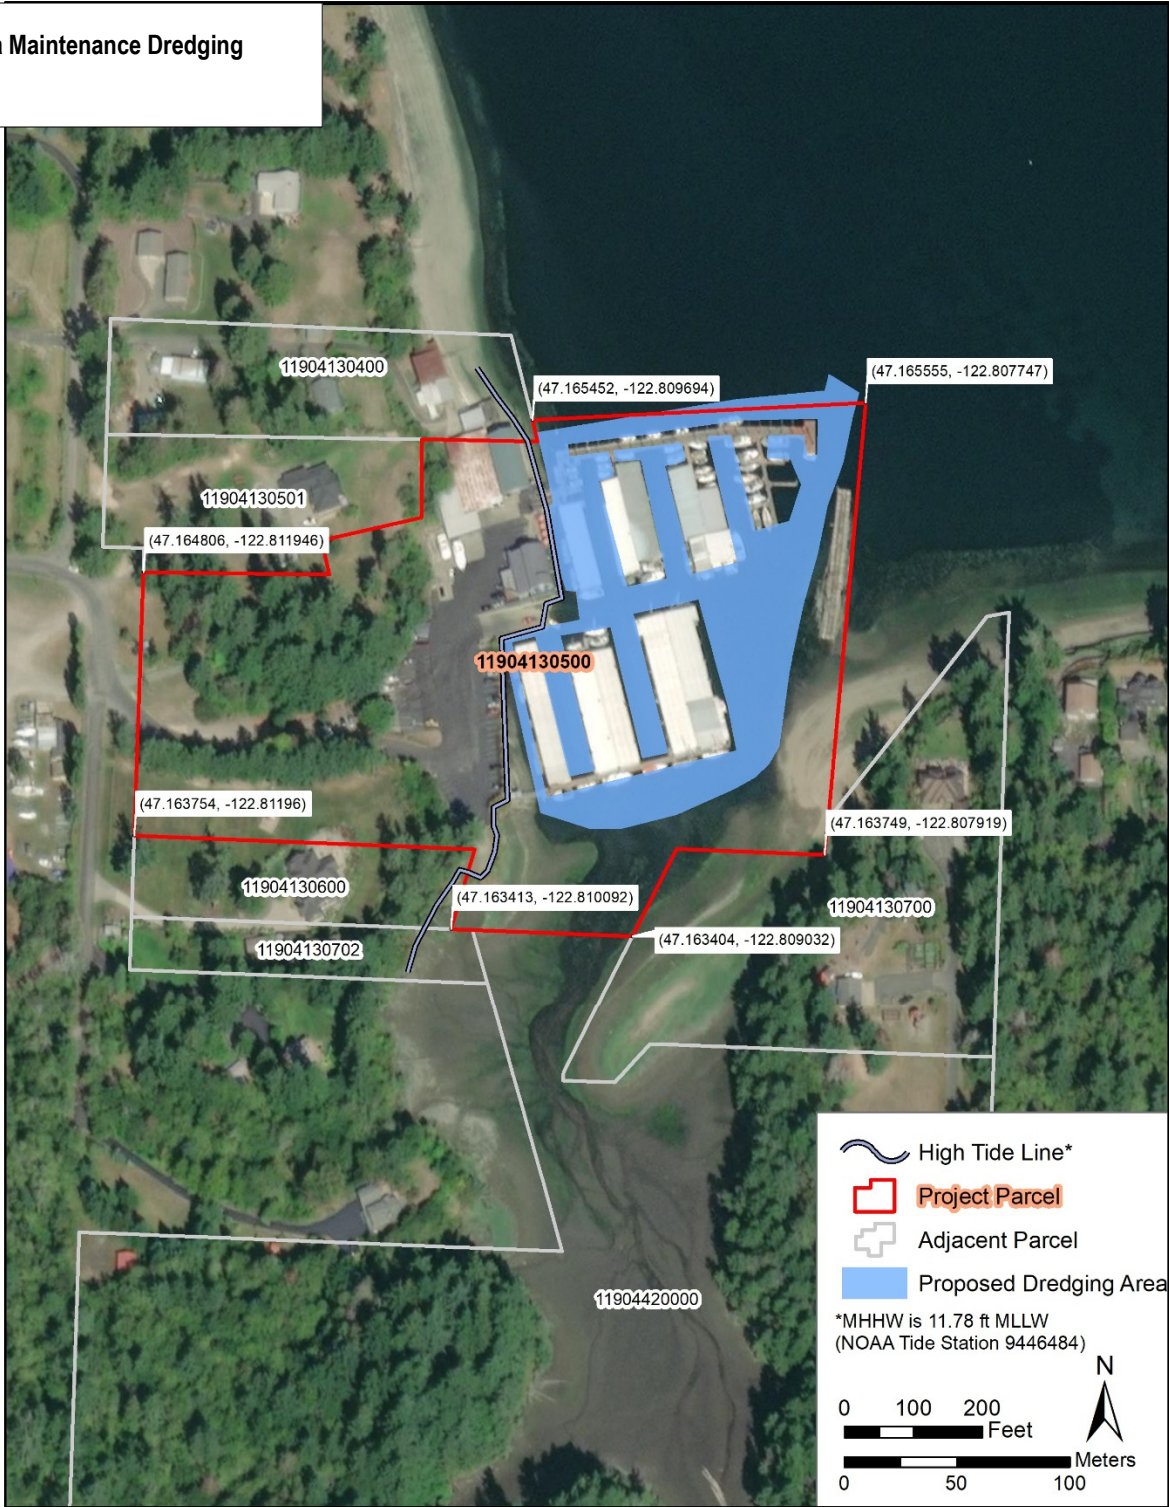 Maintenance Dredging
11904130400
(47.165452, -122.809694)
(47.165555, -122.807747)
11904130501
(47.164806, -122.811946)
11904130500
(47.163754, -122.81196)
(47.163749, -122.807919)
11904130600
(47.163413, -122.810092)
11904130700
11904130702
(47.163404, -122.809032)
11904420000
High Tide Line*
Project Parcel
Adjacent Parcel
Proposed Dredging Area
*MHHW is 11.78 ft MLLW
(NOAA Tide Station 9446484)
N
0 100 200
Feet
Meters
0 50 100